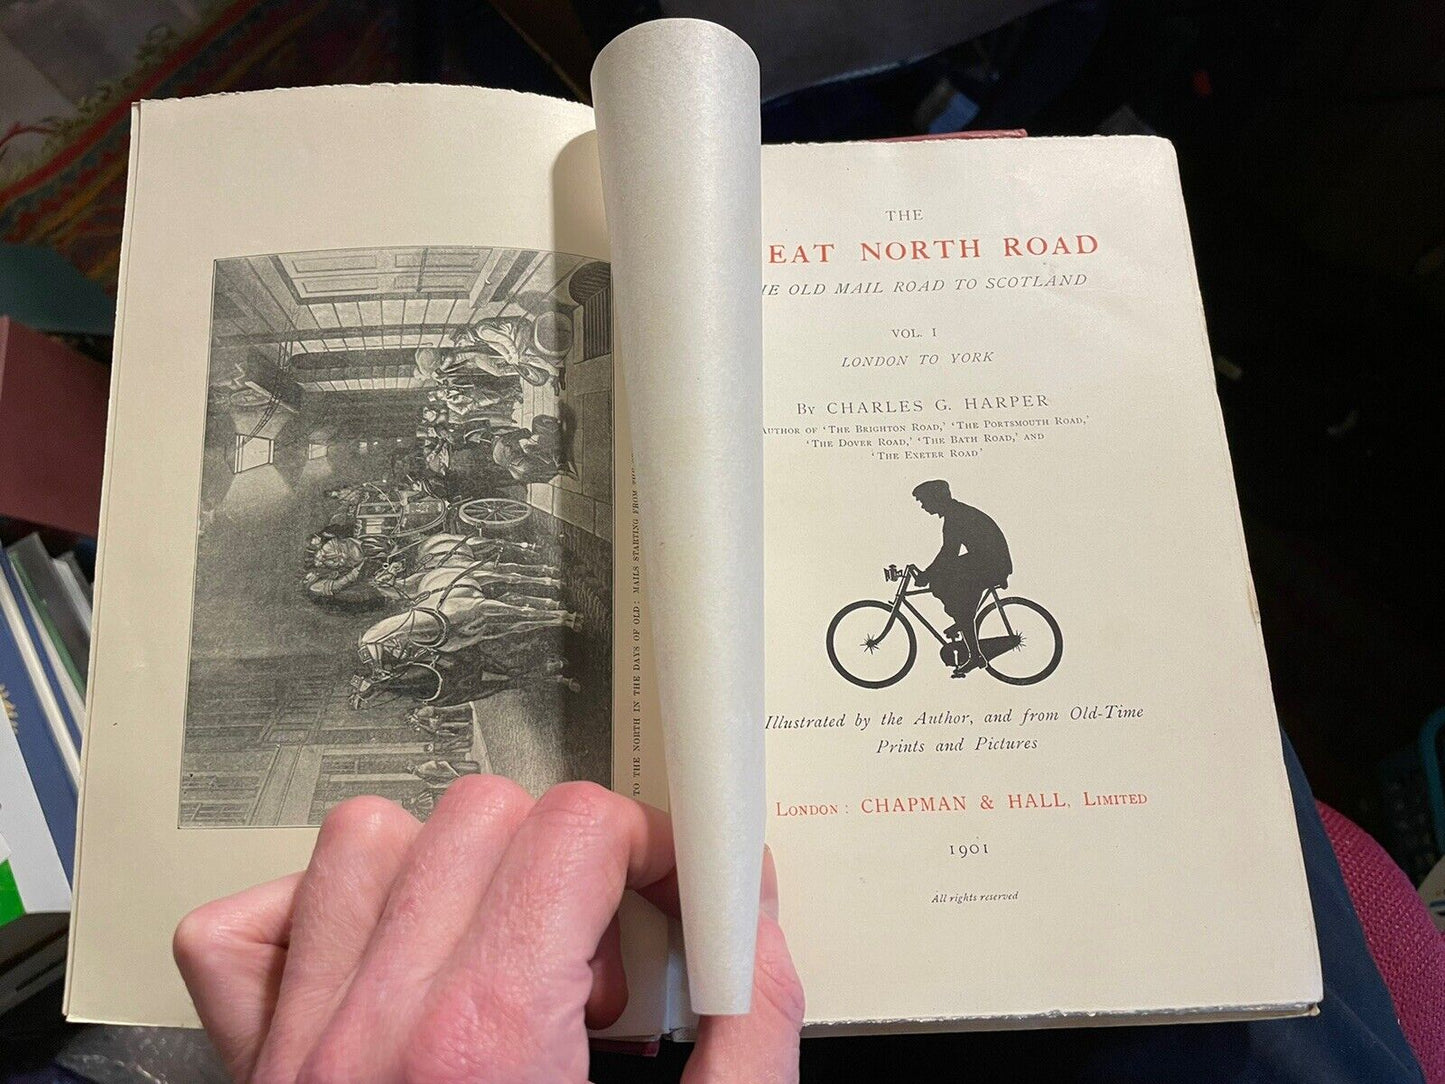 TO THE NORTH IN THE DAYS OF OLD: MAILS STARTING FROM THE
THE
EAT NORTH ROAD
OLD MAIL ROAD TO SCOTLAND
VOL. I
LONDON TO YORK
By CHARLES G. HARPER
AUTHOR OF 'THE BRIGHTON ROAD,' 'THE PORTSMOUTH ROAD,'
'THE DOVER ROAD,' 'THE BATH ROAD,' AND
'THE EXETER ROAD'
Illustrated by the Author, and from Old-Time
Prints and Pictures
LONDON: CHAPMAN & HALL, LIMITED
1901
All rights reserved